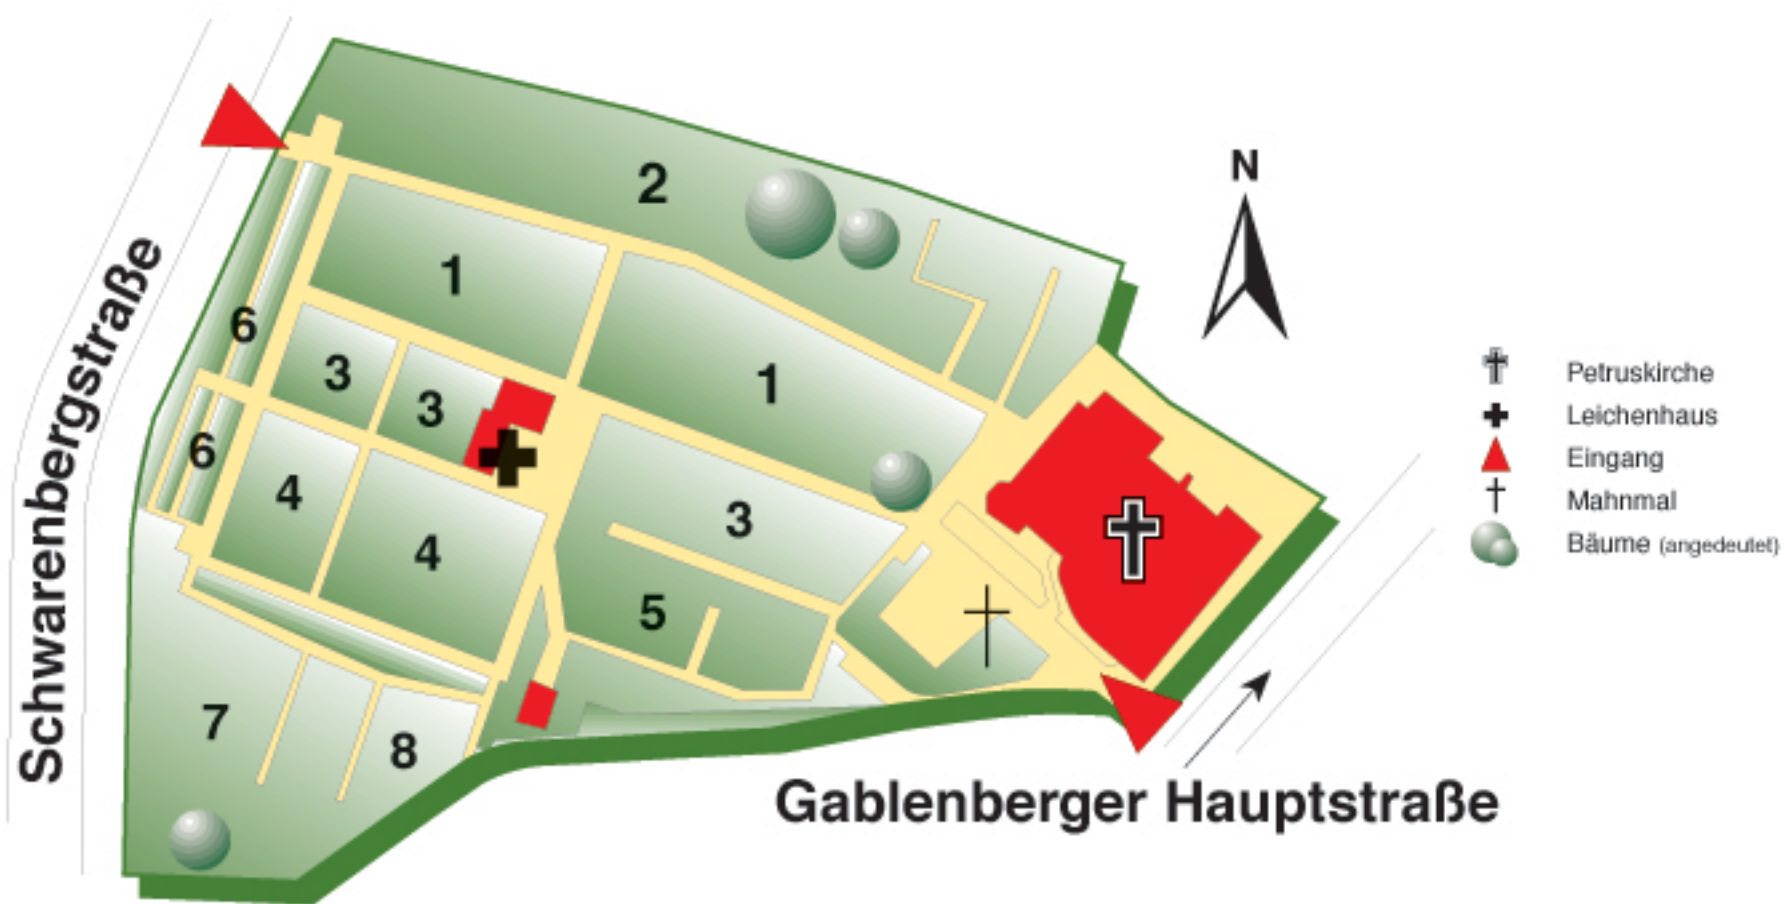 2
N
1
Schwarenbergstraße
6
3
1
3
6
4
3
4
5
7
8
Gablenberger Hauptstraße
Petruskirche
Leichenhaus
Eingang
Mahnmal
Bäume (angedeutet)